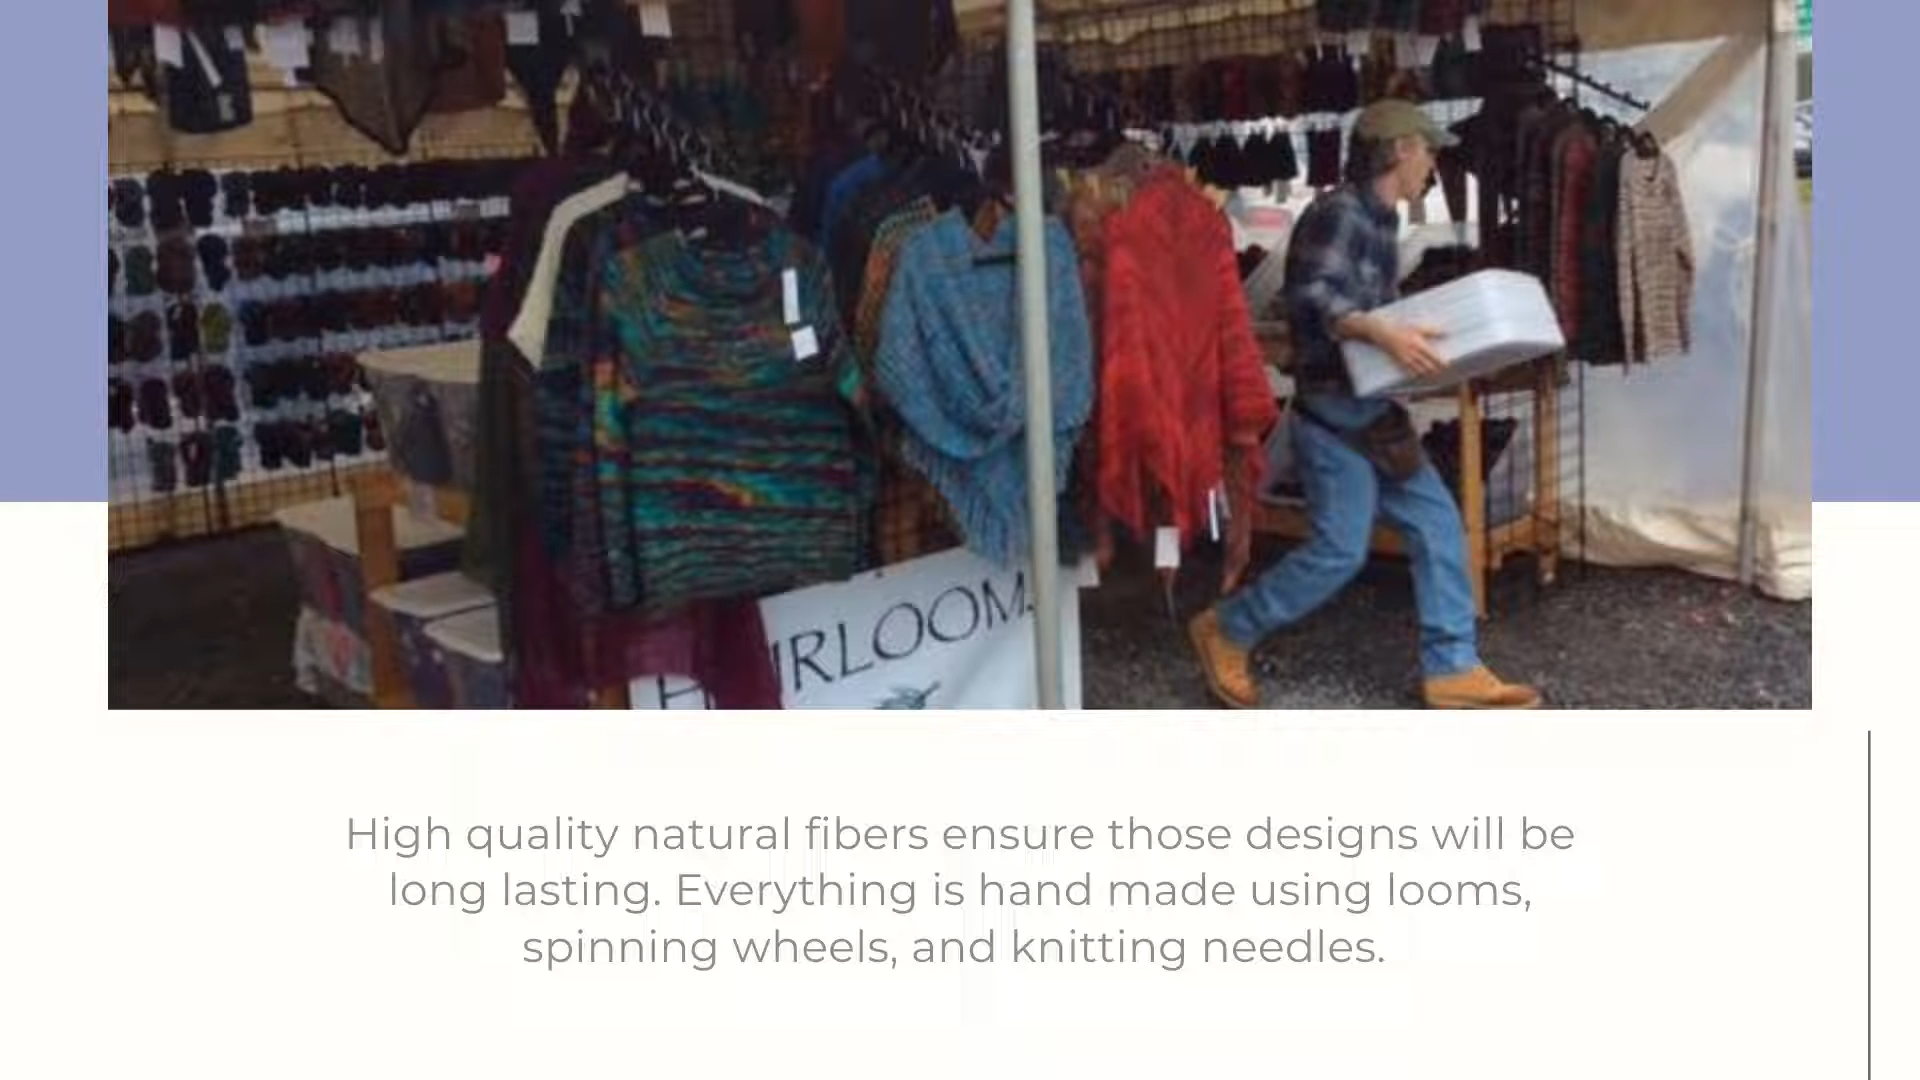 HEIRLOOMS
High quality natural fibers ensure those designs will be
long lasting. Everything is hand made using looms,
spinning wheels, and knitting needles.